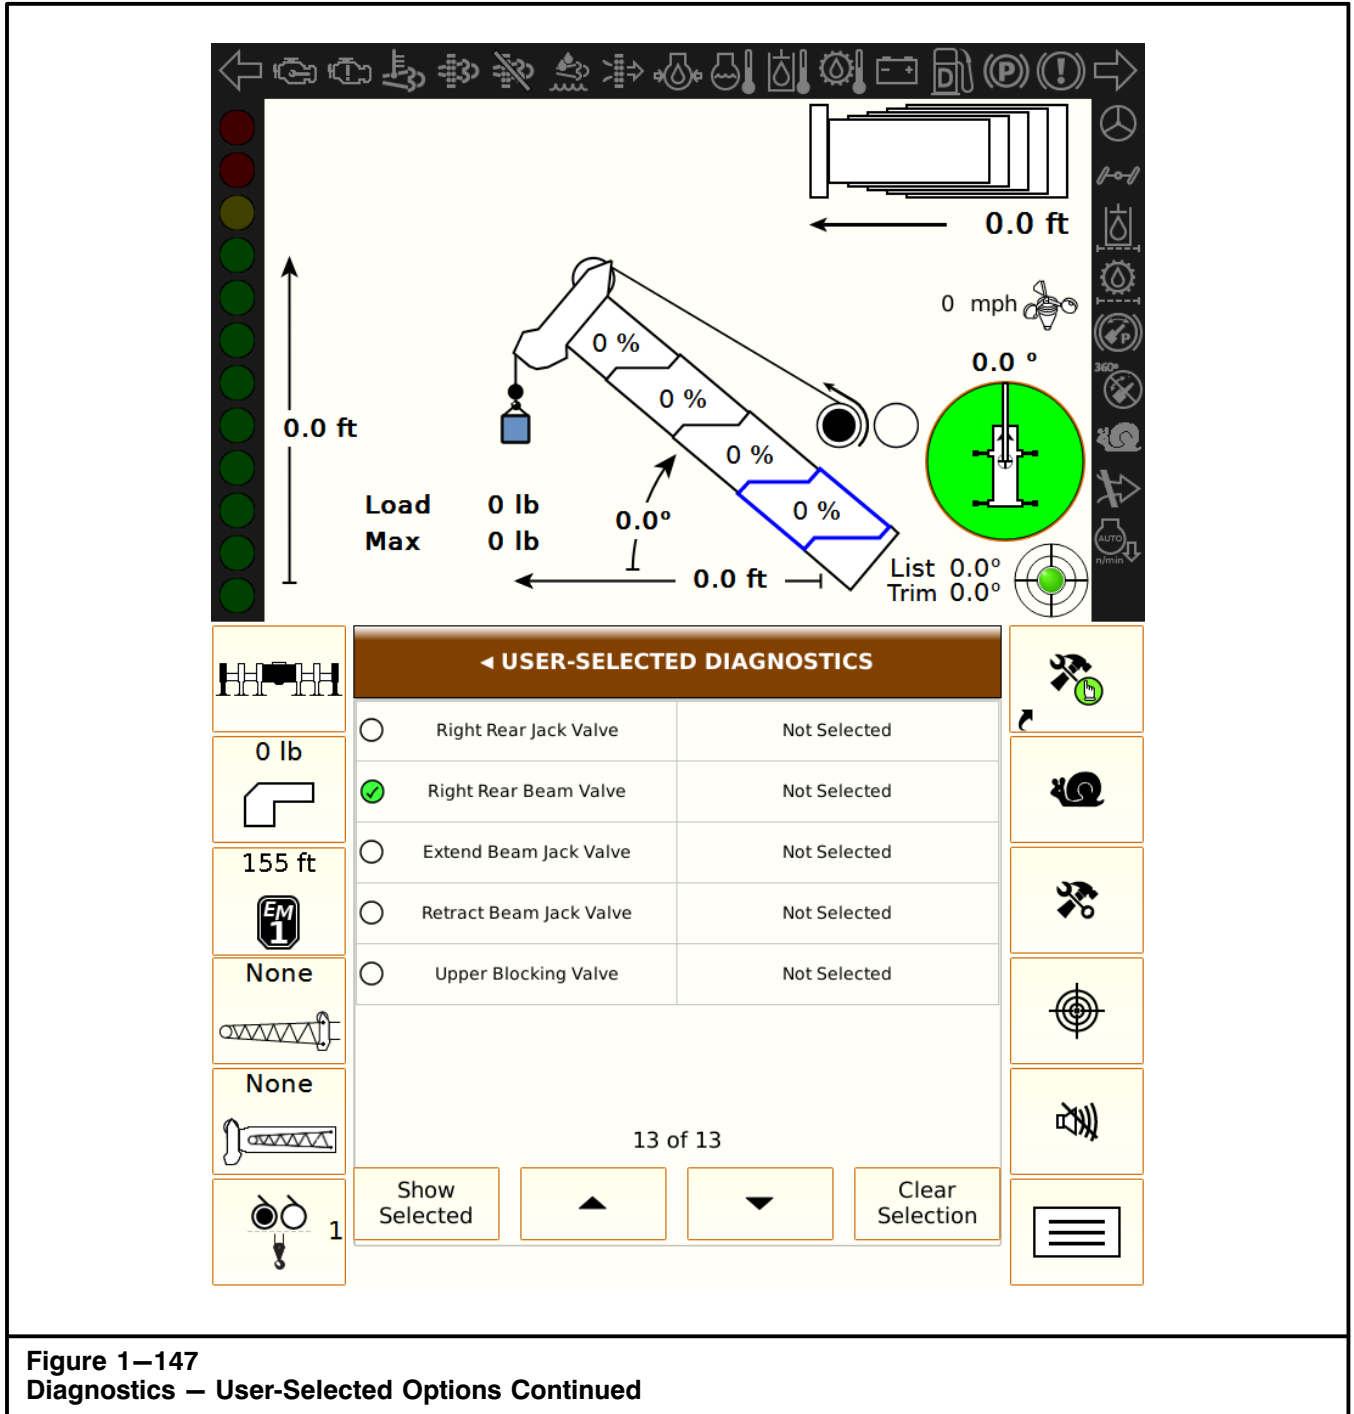 D
P
!
0.0 ft
0 mph
P
0.0 º
360º
0 %
0 %
0.0 ft
0 %
Load 0 lb
0 %
0.0º
Max 0 lb
AUTO
n/min
0.0 ft
List 0.0º
Trim 0.0º
◄ USER-SELECTED DIAGNOSTICS
Right Rear Jack Valve Not Selected
0 lb
Right Rear Beam Valve Not Selected
Extend Beam Jack Valve Not Selected
155 ft
EM
1
Retract Beam Jack Valve Not Selected
None
Upper Blocking Valve Not Selected
None
13 of 13
Show
Selected
Clear
Selection
1
Figure 1—147
Diagnostics — User-Selected Options Continued